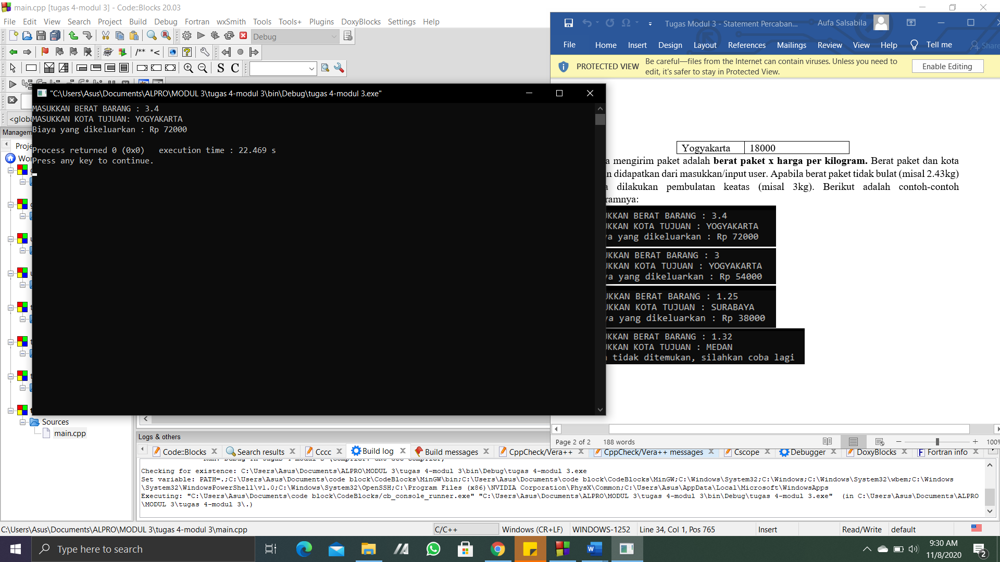 main.cpp [tugas 4-modul 3] - Code::Blocks 20.03
File Edit View Search Project Build Debug Fortran wxSmith Tools Tools+ Plugins DoxyBlocks Settings Help
Debug
/** *<
S C
<globa
Managem
Proje
Wor
Sources
main.cpp
"C:\Users\Asus\Documents\ALPRO\MODUL 3\tugas 4-modul 3\bin\Debug\tugas 4-modul 3.exe"
MASUKKAN BERAT BARANG : 3.4
MASUKKAN KOTA TUJUAN: YOGYAKARTA
Biaya yang dikeluarkan : Rp 72000
Process returned 0 (0x0)   execution time : 22.469 s
Press any key to continue.
Tugas Modul 3 - Statement Percaban... Aufa Salsabila
File Home Insert Design Layout References Mailings Review View Help Tell me Share
PROTECTED VIEW Be careful—files from the Internet can contain viruses. Unless you need to
edit, it's safer to stay in Protected View.
Enable Editing
Yogyakarta 18000
a mengirim paket adalah berat paket x harga per kilogram. Berat paket dan kota
n didapatkan dari masukkan/input user. Apabila berat paket tidak bulat (misal 2.43kg)
a dilakukan pembulatan keatas (misal 3kg). Berikut adalah contoh-contoh
ramnya:
UKKAN BERAT BARANG : 3.4
UKKAN KOTA TUJUAN : YOGYAKARTA
ya yang dikeluarkan : Rp 72000
UKKAN BERAT BARANG : 3
UKKAN KOTA TUJUAN : YOGYAKARTA
ya yang dikeluarkan : Rp 54000
UKKAN BERAT BARANG : 1.25
UKKAN KOTA TUJUAN : SURABAYA
ya yang dikeluarkan : Rp 38000
UKKAN BERAT BARANG : 1.32
UKKAN KOTA TUJUAN : MEDAN
tidak ditemukan, silahkan coba lagi
Page 2 of 2 188 words 100%
Logs & others
Code::Blocks Search results Cccc Build log Build messages CppCheck/Vera++ CppCheck/Vera++ messages Cscope Debugger DoxyBlocks Fortran info
Checking for existence: C:\Users\Asus\Documents\ALPRO\MODUL 3\tugas 4-modul 3\bin\Debug\tugas 4-modul 3.exe
Set variable: PATH=.;C:\Users\Asus\Documents\code block\CodeBlocks\MinGW\bin;C:\Users\Asus\Documents\code block\CodeBlocks\MinGW;C:\Windows\System32;C:\Windows;C:\Windows\System32\wbem;C:\Windows
\System32\WindowsPowerShell\v1.0;C:\Windows\System32\OpenSSH;C:\Program Files (x86)\NVIDIA Corporation\PhysX\Common;C:\Users\Asus\AppData\Local\Microsoft\WindowsApps
Executing: "C:\Users\Asus\Documents\code block\CodeBlocks/cb_console_runner.exe" "C:\Users\Asus\Documents\ALPRO\MODUL 3\tugas 4-modul 3\bin\Debug\tugas 4-modul 3.exe"  (in C:\Users\Asus\Documents\ALPRO
\MODUL 3\tugas 4-modul 3\.)
C:\Users\Asus\Documents\ALPRO\MODUL 3\tugas 4-modul 3\main.cpp C/C++ Windows (CR+LF) WINDOWS-1252 Line 34, Col 1, Pos 765 Insert Read/Write default
Type here to search
9:30 AM
11/8/2020
2